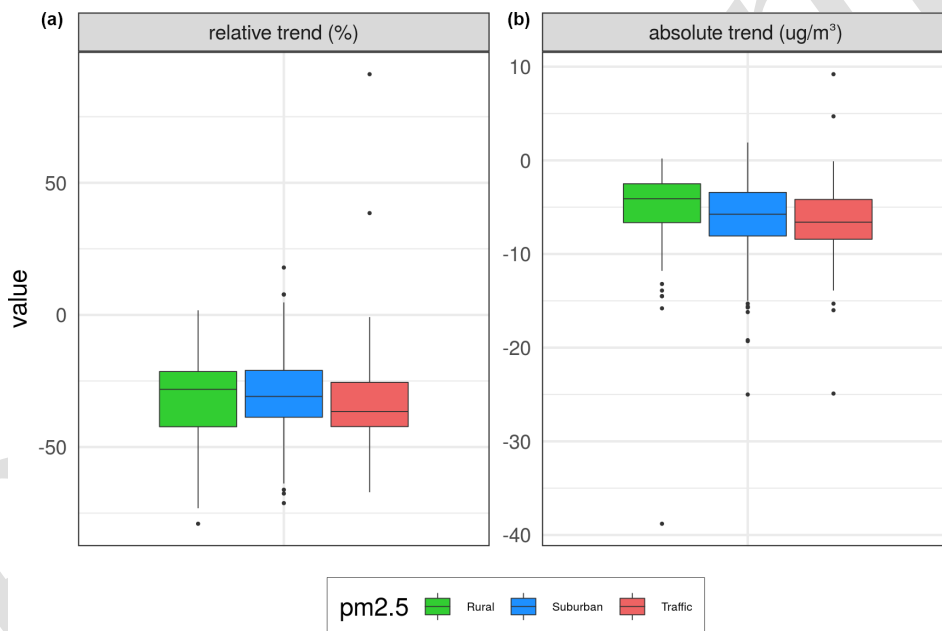 (a) relative trend (%)
(b) absolute trend (ug/m³)
value
50
0
-50
10
0
-10
-20
-30
-40
pm2.5 Rural Suburban Traffic